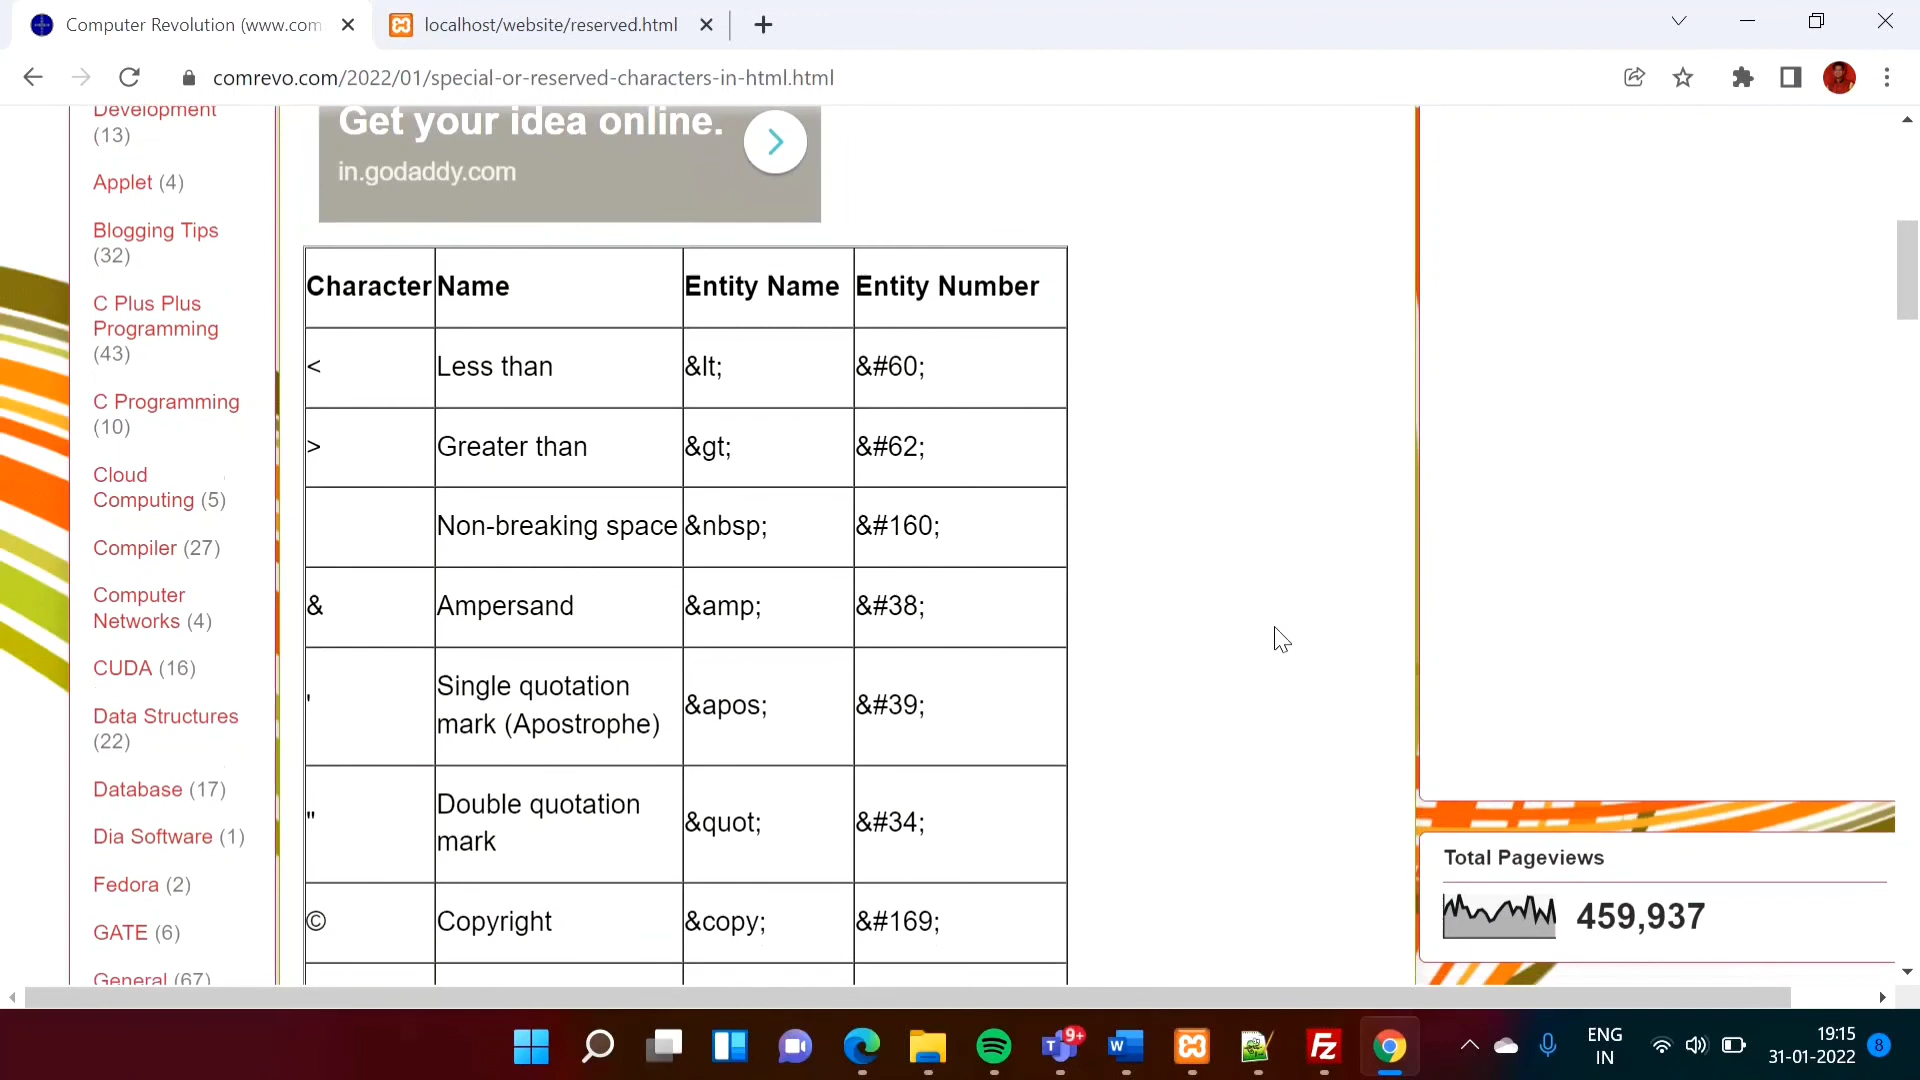 Computer Revolution (www.com
localhost/website/reserved.html
comrevo.com/2022/01/special-or-reserved-characters-in-html.html
Development
(13)
Applet (4)
Blogging Tips
(32)
C Plus Plus
Programming
(43)
C Programming
(10)
Cloud
Computing (5)
Compiler (27)
Computer
Networks (4)
CUDA (16)
Data Structures
(22)
Database (17)
Dia Software (1)
Fedora (2)
GATE (6)
General (67)
Get your idea online.
in.godaddy.com
Character Name Entity Name Entity Number
< Less than &lt; &#60;
> Greater than &gt; &#62;
Non-breaking space &nbsp; &#160;
& Ampersand &amp; &#38;
' Single quotation
mark (Apostrophe) &apos; &#39;
" Double quotation
mark &quot; &#34;
© Copyright &copy; &#169;
Total Pageviews
459,937
9+
ENG
IN
19:15
31-01-2022
8